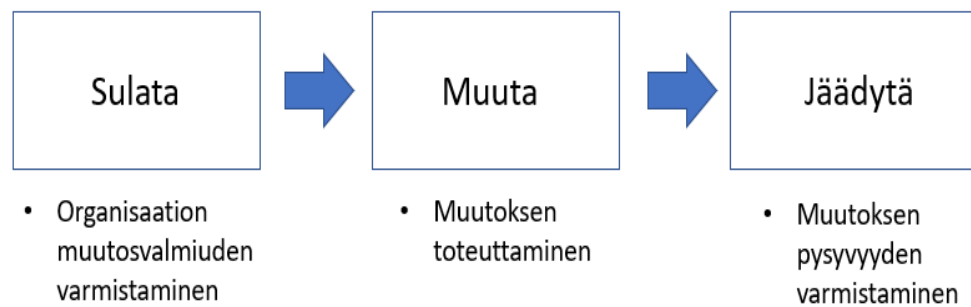 Sulata
Muuta
Jäädytä
• Organisaation
muutosvalmiuden
varmistaminen
• Muutoksen
toteuttaminen
• Muutoksen
pysyvyyden
varmistaminen